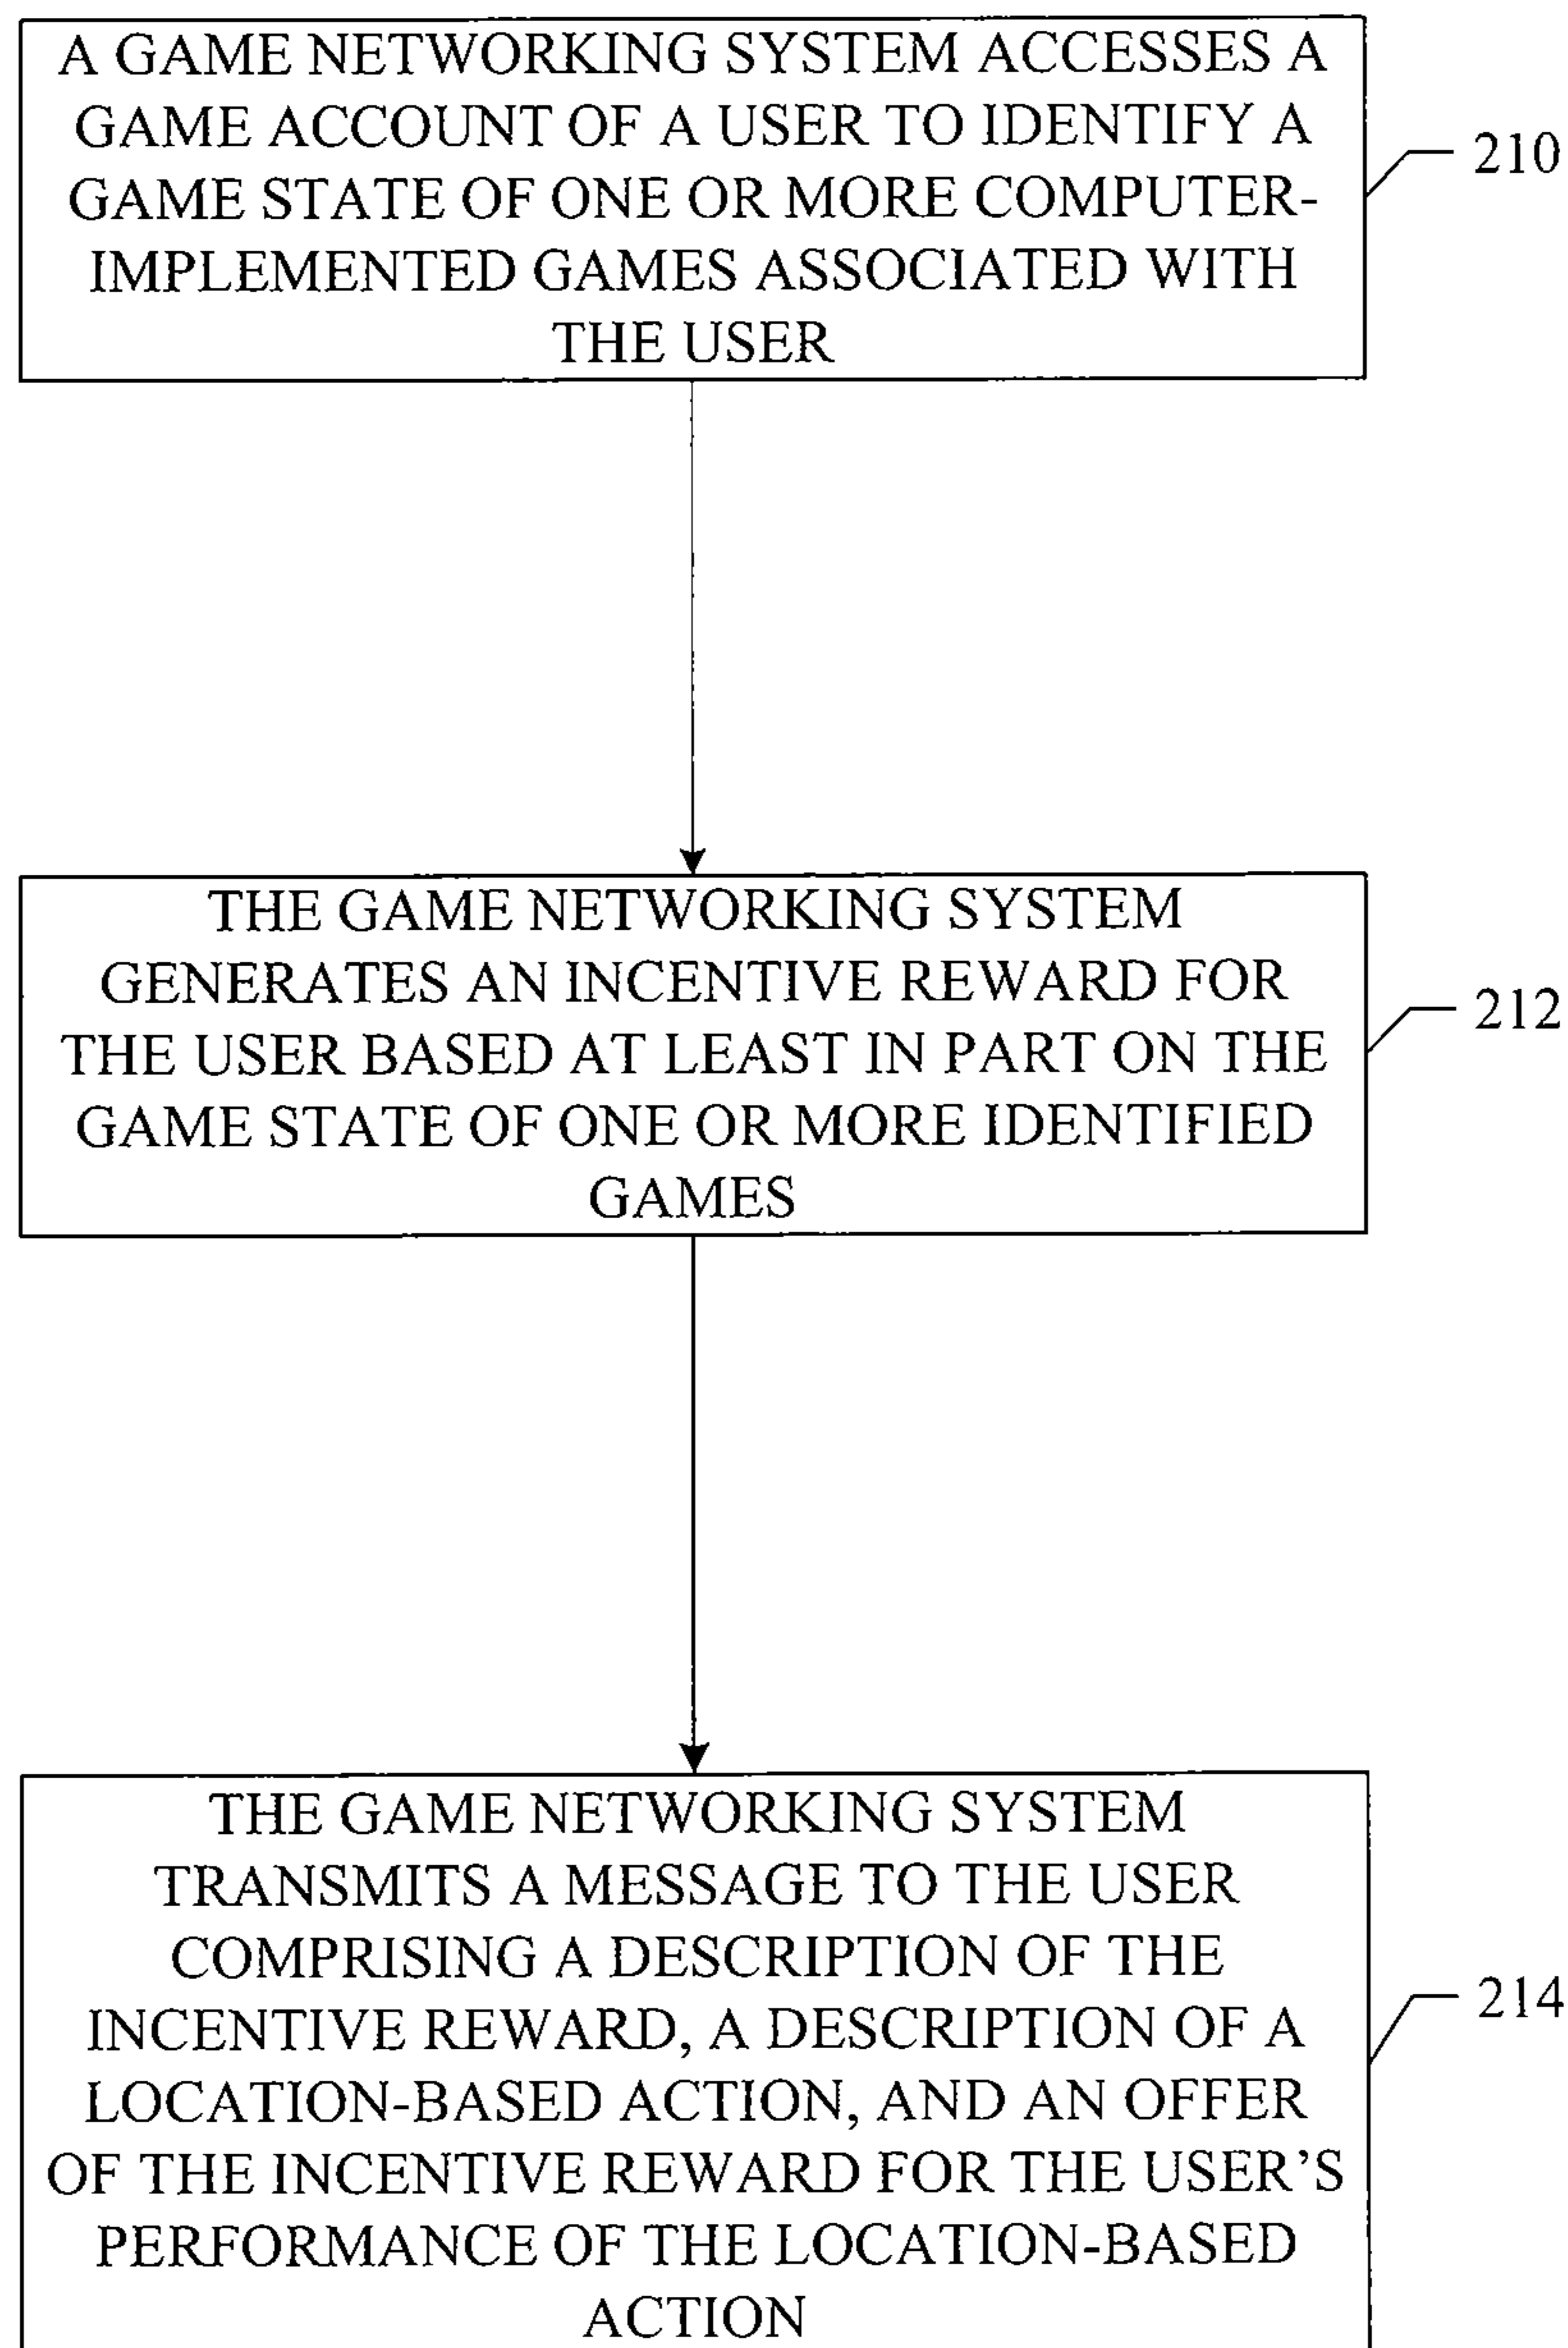 A GAME NETWORKING SYSTEM ACCESSES A
GAME ACCOUNT OF A USER TO IDENTIFY A
GAME STATE OF ONE OR MORE COMPUTER-
IMPLEMENTED GAMES ASSOCIATED WITH
THE USER
210
THE GAME NETWORKING SYSTEM
GENERATES AN INCENTIVE REWARD FOR
THE USER BASED AT LEAST IN PART ON THE
GAME STATE OF ONE OR MORE IDENTIFIED
GAMES
212
THE GAME NETWORKING SYSTEM
TRANSMITS A MESSAGE TO THE USER
COMPRISING A DESCRIPTION OF THE
INCENTIVE REWARD, A DESCRIPTION OF A
LOCATION-BASED ACTION, AND AN OFFER
OF THE INCENTIVE REWARD FOR THE USER’S
PERFORMANCE OF THE LOCATION-BASED
ACTION
214